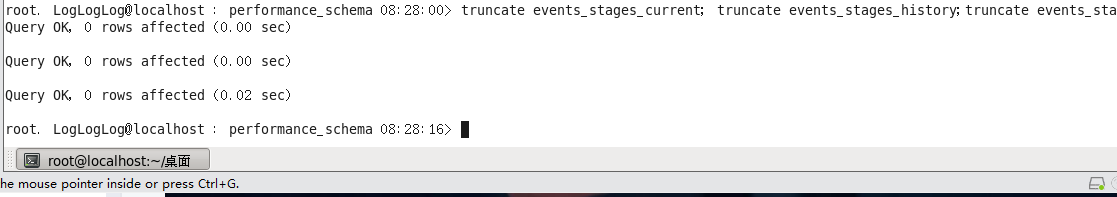 root. LogLogLog@localhost : performance_schema 08:28:00> truncate events_stages_current; truncate events_stages_history;truncate events_sta
Query OK, 0 rows affected (0.00 sec)
Query OK, 0 rows affected (0.00 sec)
Query OK, 0 rows affected (0.02 sec)
root. LogLogLog@localhost : performance_schema 08:28:16>
root@localhost:~/桌面
he mouse pointer inside or press Ctrl+G.